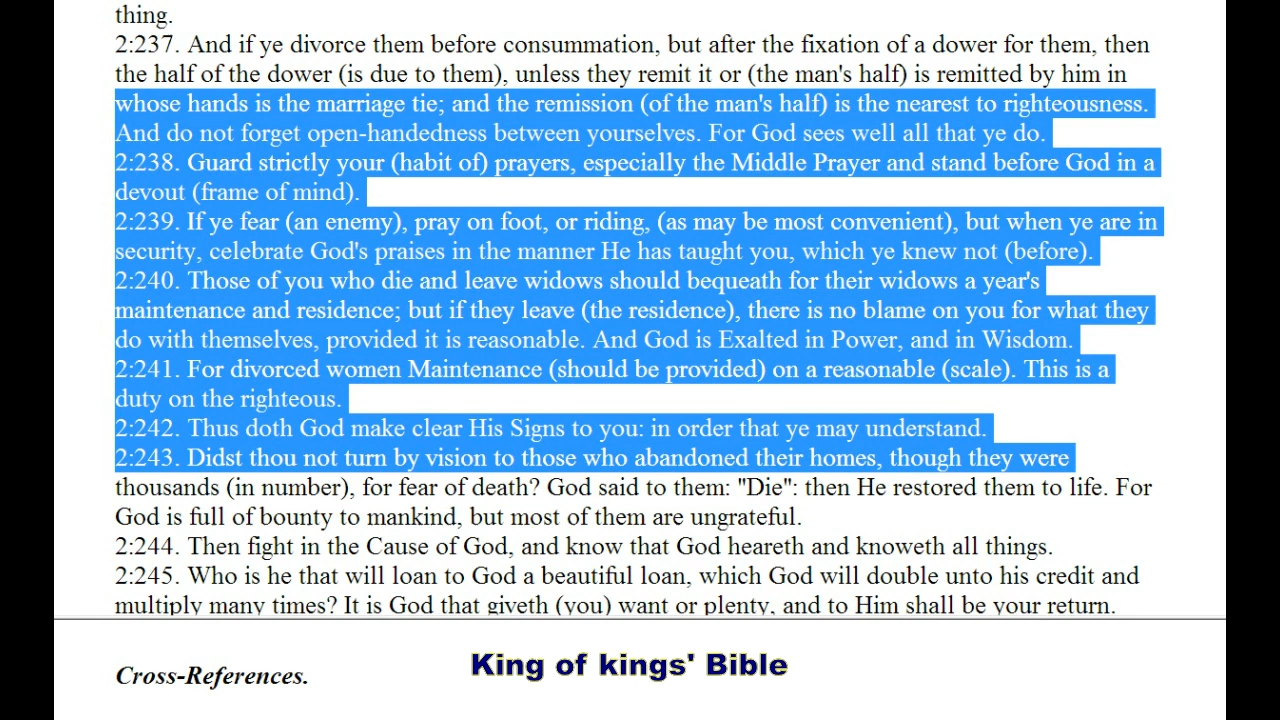 thing.
2:237. And if ye divorce them before consummation, but after the fixation of a dower for them, then
the half of the dower (is due to them), unless they remit it or (the man's half) is remitted by him in
whose hands is the marriage tie; and the remission (of the man's half) is the nearest to righteousness.
And do not forget open-handedness between yourselves. For God sees well all that ye do.
2:238. Guard strictly your (habit of) prayers, especially the Middle Prayer and stand before God in a
devout (frame of mind).
2:239. If ye fear (an enemy), pray on foot, or riding, (as may be most convenient), but when ye are in
security, celebrate God's praises in the manner He has taught you, which ye knew not (before).
2:240. Those of you who die and leave widows should bequeath for their widows a year's
maintenance and residence; but if they leave (the residence), there is no blame on you for what they
do with themselves, provided it is reasonable. And God is Exalted in Power, and in Wisdom.
2:241. For divorced women Maintenance (should be provided) on a reasonable (scale). This is a
duty on the righteous.
2:242. Thus doth God make clear His Signs to you: in order that ye may understand.
2:243. Didst thou not turn by vision to those who abandoned their homes, though they were
thousands (in number), for fear of death? God said to them: "Die": then He restored them to life. For
God is full of bounty to mankind, but most of them are ungrateful.
2:244. Then fight in the Cause of God, and know that God heareth and knoweth all things.
2:245. Who is he that will loan to God a beautiful loan, which God will double unto his credit and
multiply many times? It is God that giveth (you) want or plenty, and to Him shall be your return.
King of kings' Bible
Cross-References.